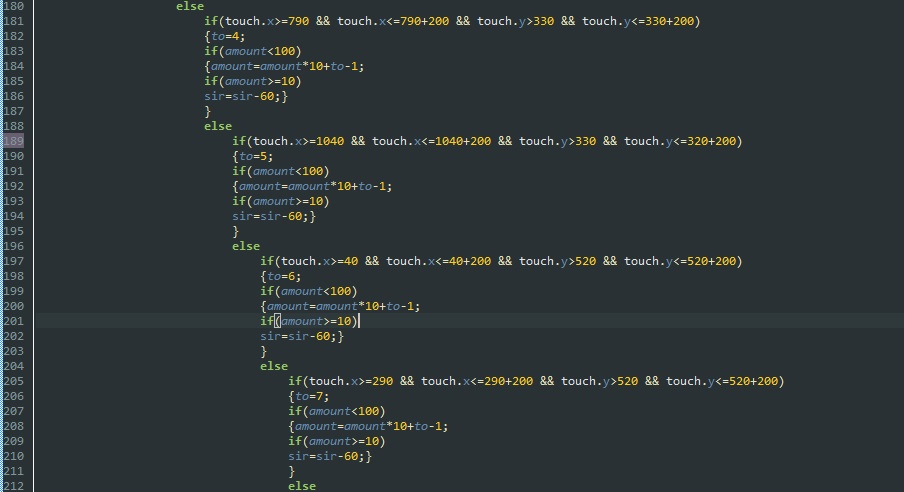 180 else
181 if(touch.x>=790 && touch.x<=790+200 && touch.y>330 && touch.y<=330+200)
182 {to=4;
183 if(amount<100)
184 {amount=amount*10+to-1;
185 if(amount>=10)
186 sir=sir-60;}
187 }
188 else
189 if(touch.x>=1040 && touch.x<=1040+200 && touch.y>330 && touch.y<=320+200)
190 {to=5;
191 if(amount<100)
192 {amount=amount*10+to-1;
193 if(amount>=10)
194 sir=sir-60;}
195 }
196 else
197 if(touch.x>=40 && touch.x<=40+200 && touch.y>520 && touch.y<=520+200)
198 {to=6;
199 if(amount<100)
200 {amount=amount*10+to-1;
201 if(amount>=10)
202 sir=sir-60;}
203 }
204 else
205 if(touch.x>=290 && touch.x<=290+200 && touch.y>520 && touch.y<=520+200)
206 {to=7;
207 if(amount<100)
208 {amount=amount*10+to-1;
209 if(amount>=10)
210 sir=sir-60;}
211 }
212 else